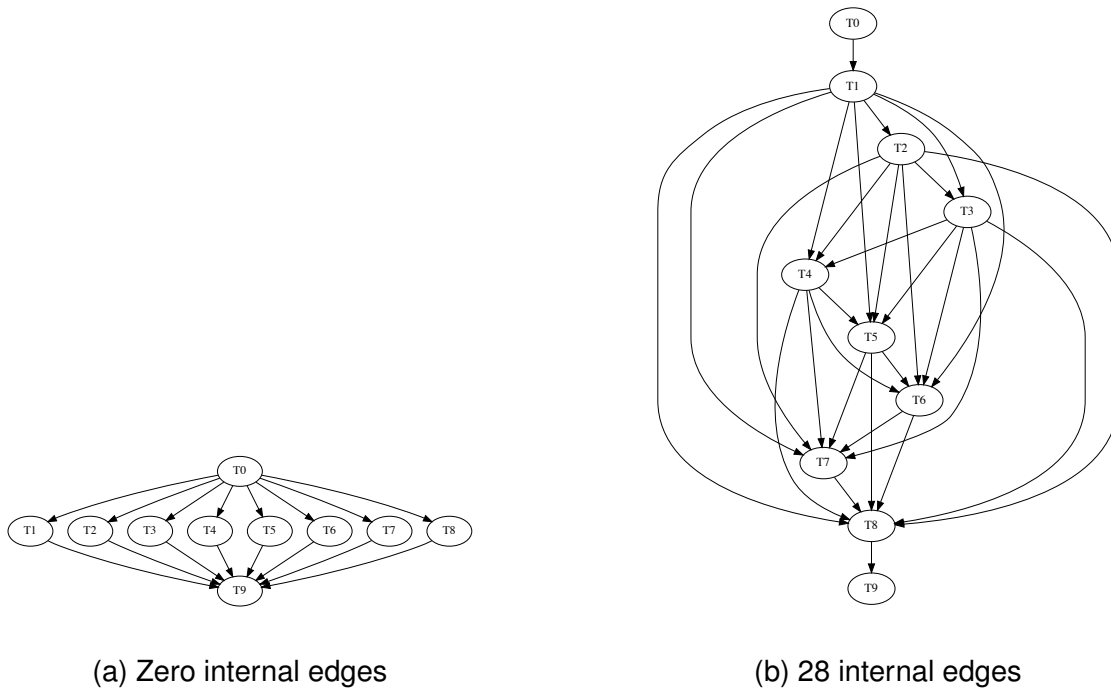 T0
T1 T2 T3 T4 T5 T6 T7 T8
T9
(a) Zero internal edges
T0
T1
T2
T3
T4
T5
T6
T7
T8
T9
(b) 28 internal edges